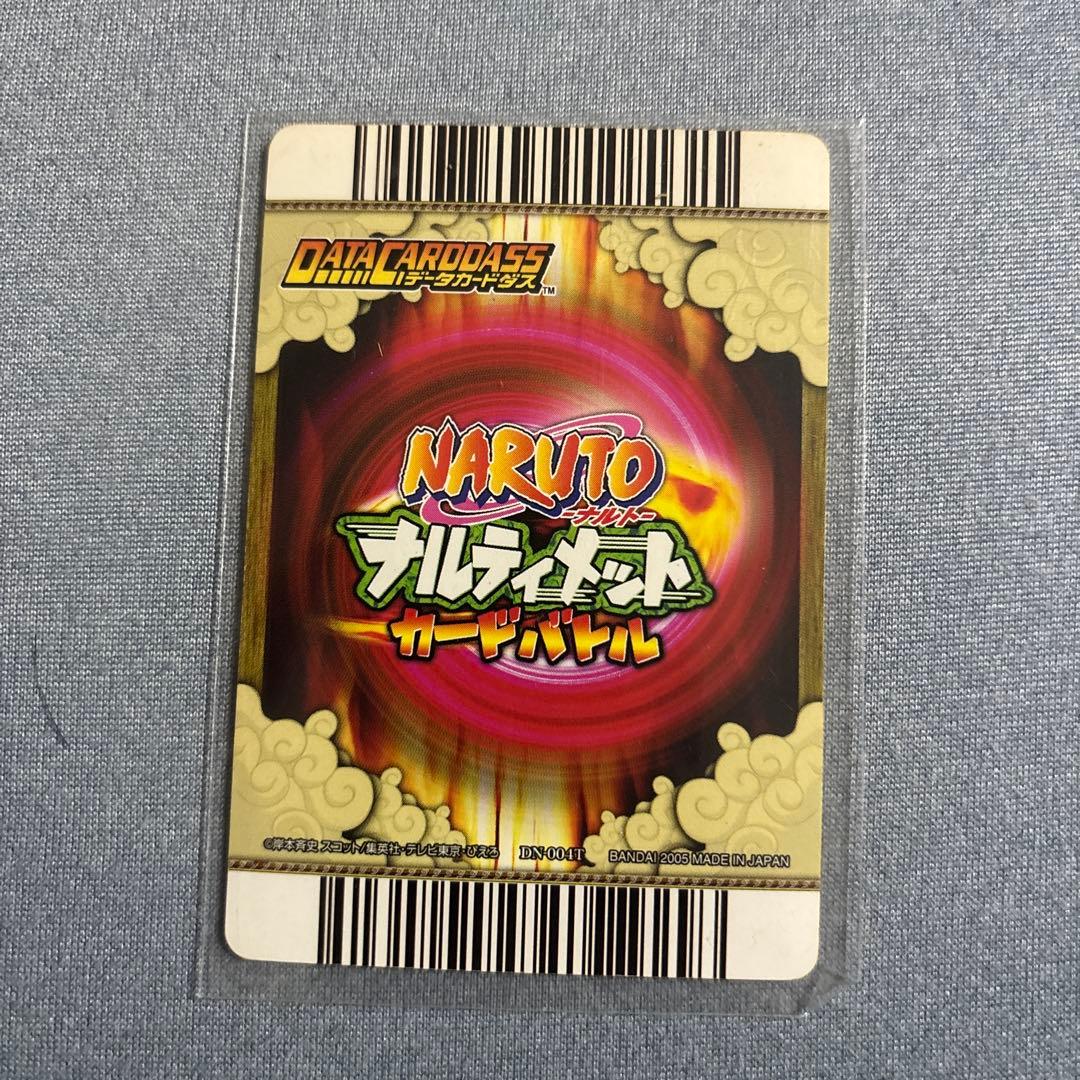 DATA CARDDASS
データカードダス™
NARUTO
-ナルト-
ナルティメット
カードバトル
©岸本斉史 スコット/集英社・テレビ東京・ぴえろ DN-004T BANDAI 2005 MADE IN JAPAN